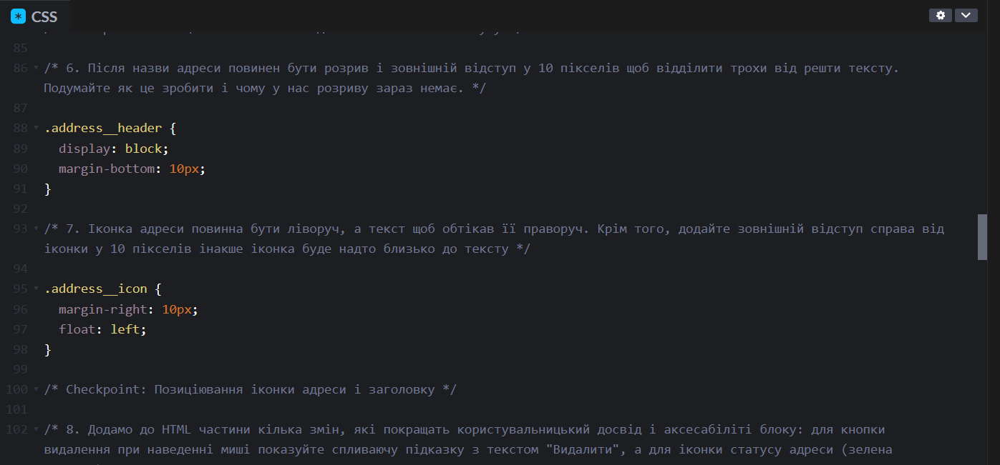 CSS
85
86 /* 6. Після назви адреси повинен бути розрив і зовнішній відступ у 10 пікселів щоб відділити трохи від решти тексту.
Подумайте як це зробити і чому у нас розриву зараз немає. */
87
88 .address__header {
89 display: block;
90 margin-bottom: 10px;
91 }
92
93 /* 7. Іконка адреси повинна бути ліворуч, а текст щоб обтікав її праворуч. Крім того, додайте зовнішній відступ справа від
іконки у 10 пікселів інакше іконка буде надто близько до тексту */
94
95 .address__icon {
96 margin-right: 10px;
97 float: left;
98 }
99
100 /* Checkpoint: Позиціювання іконки адреси і заголовку */
101
102 /* 8. Додамо до HTML частини кілька змін, які покращать користувальницький досвід і аксесабіліті блоку: для кнопки
видалення при наведенні миші показуйте спливаючу підказку з текстом "Видалити", а для іконки статусу адреси (зелена